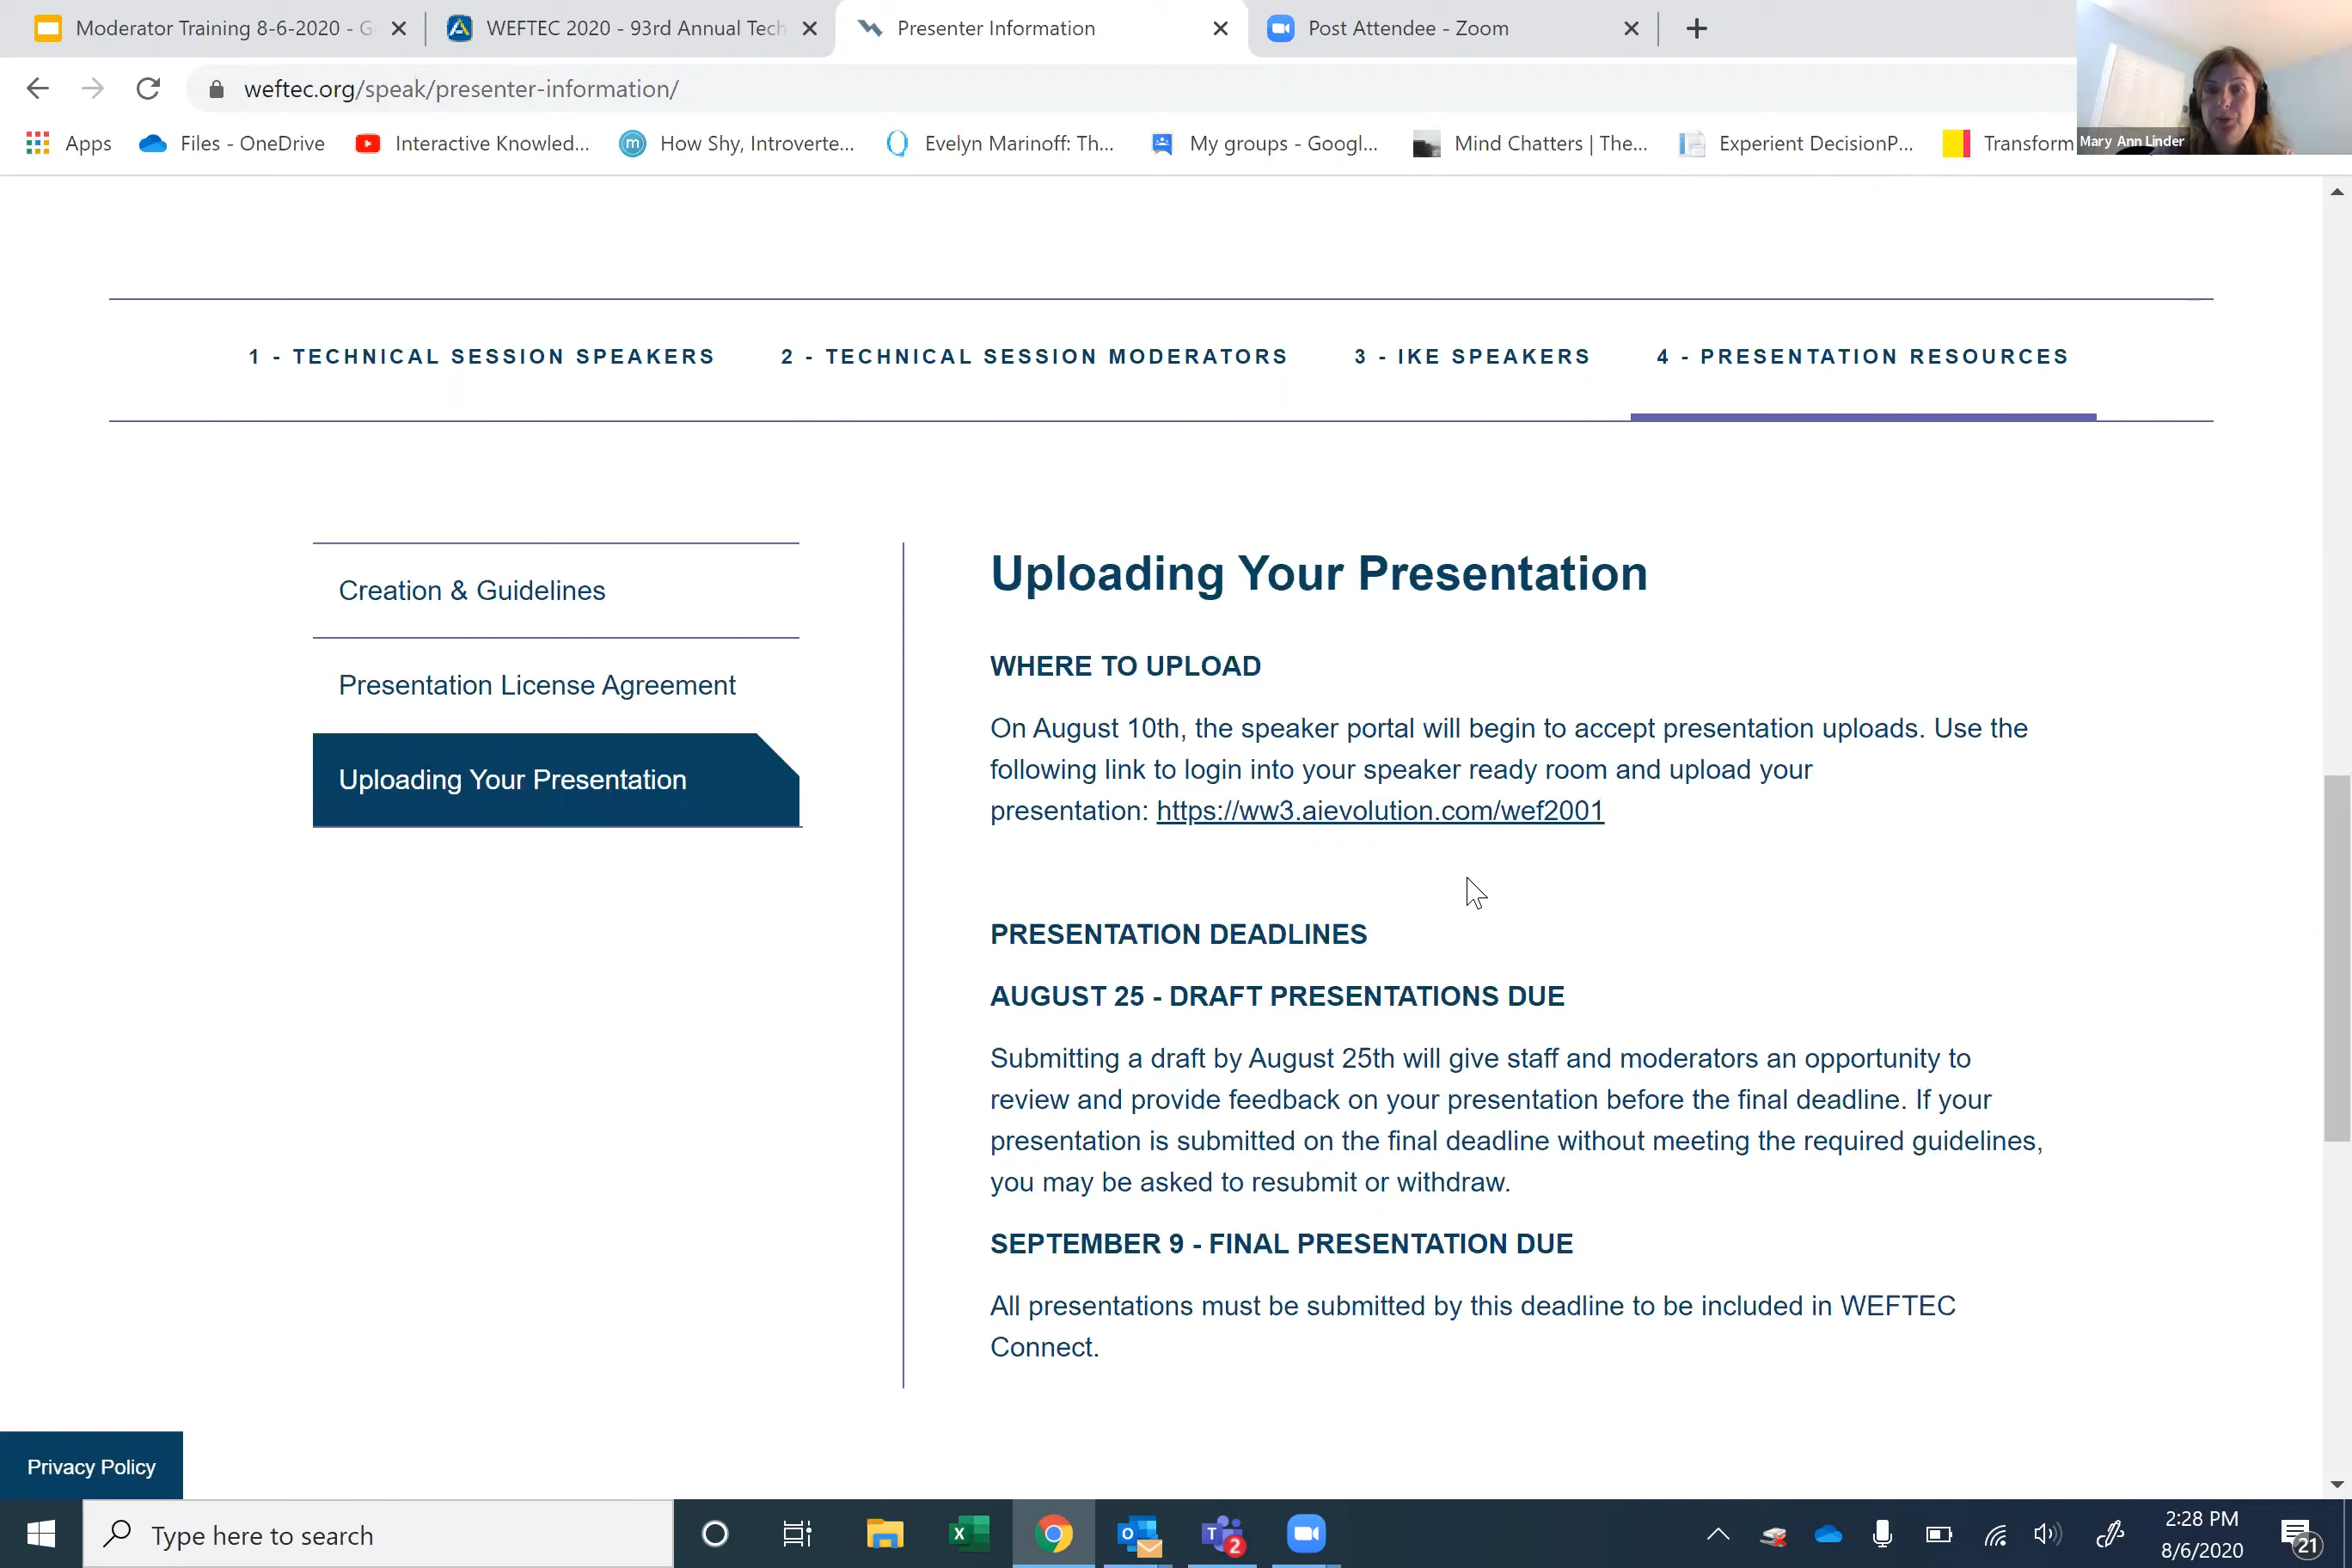 Moderator Training 8-6-2020 - G
WEFTEC 2020 - 93rd Annual Tech
Presenter Information
Post Attendee - Zoom
weftec.org/speak/presenter-information/
Apps
Files - OneDrive
Interactive Knowled...
How Shy, Introverte...
Evelyn Marinoff: Th...
My groups - Googl...
Mind Chatters | The...
Experient DecisionP...
Transform
Mary Ann Linder
1 - TECHNICAL SESSION SPEAKERS
2 - TECHNICAL SESSION MODERATORS
3 - IKE SPEAKERS
4 - PRESENTATION RESOURCES
Creation & Guidelines
Presentation License Agreement
Uploading Your Presentation
Uploading Your Presentation
WHERE TO UPLOAD
On August 10th, the speaker portal will begin to accept presentation uploads. Use the
following link to login into your speaker ready room and upload your
presentation: https://ww3.aievolution.com/wef2001
PRESENTATION DEADLINES
AUGUST 25 - DRAFT PRESENTATIONS DUE
Submitting a draft by August 25th will give staff and moderators an opportunity to
review and provide feedback on your presentation before the final deadline. If your
presentation is submitted on the final deadline without meeting the required guidelines,
you may be asked to resubmit or withdraw.
SEPTEMBER 9 - FINAL PRESENTATION DUE
All presentations must be submitted by this deadline to be included in WEFTEC
Connect.
Privacy Policy
Type here to search
2
2:28 PM
8/6/2020
21